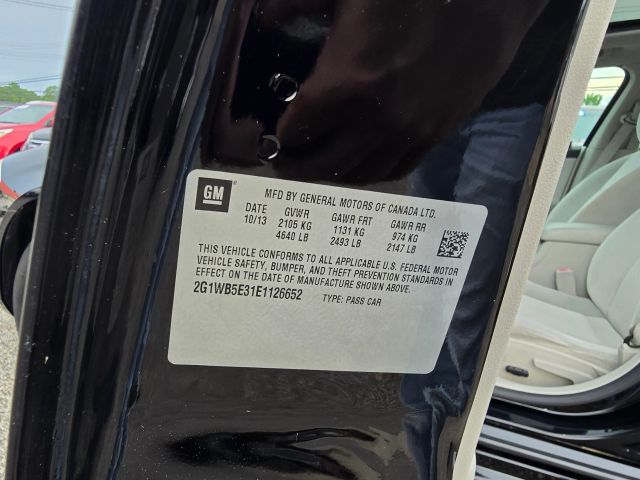 GM
MFD BY GENERAL MOTORS OF CANADA LTD.
DATE GVWR GAWR FRT GAWR RR
10/13 2105 KG 1131 KG 974 KG
4640 LB 2493 LB 2147 LB
THIS VEHICLE CONFORMS TO ALL APPLICABLE U.S. FEDERAL MOTOR
VEHICLE SAFETY, BUMPER, AND THEFT PREVENTION STANDARDS IN
EFFECT ON THE DATE OF MANUFACTURE SHOWN ABOVE.
2G1WB5E31E1126652 TYPE: PASS CAR